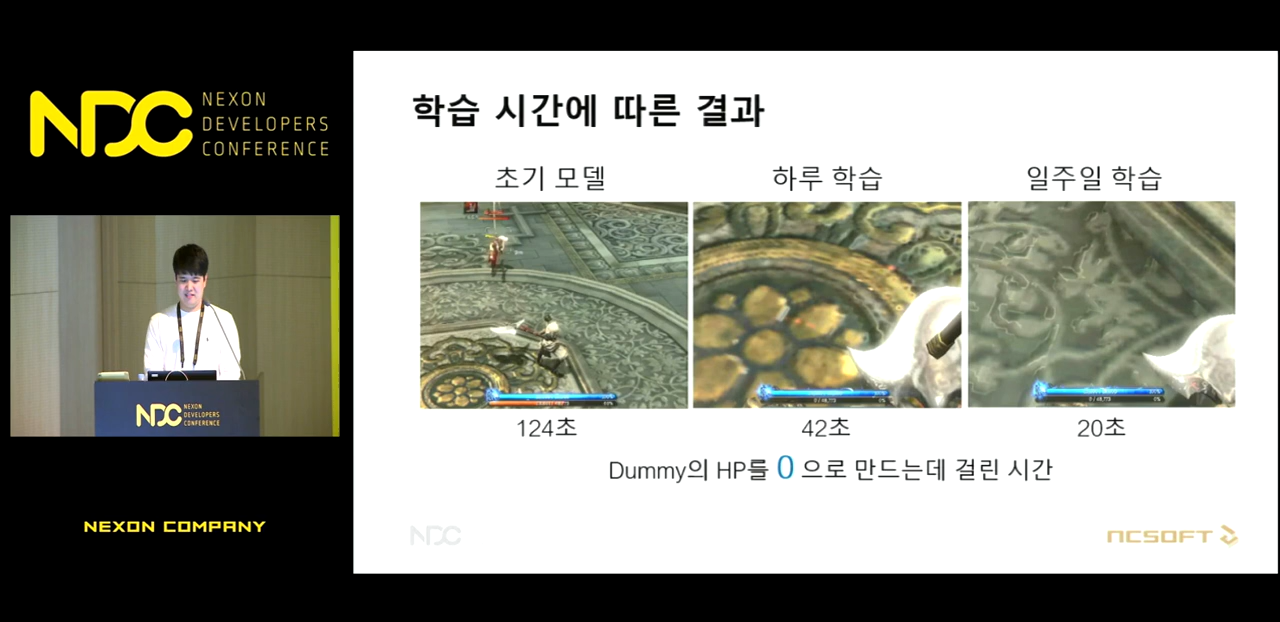 NDC
NEXON
DEVELOPERS
CONFERENCE
NDC
NEXON
DEVELOPERS
CONFERENCE
NEXON COMPANY
학습 시간에 따른 결과
초기 모델
하루 학습
일주일 학습
124초
42초
20초
Dummy의 HP를 0 으로 만드는데 걸린 시간
NDC
NCSOFT